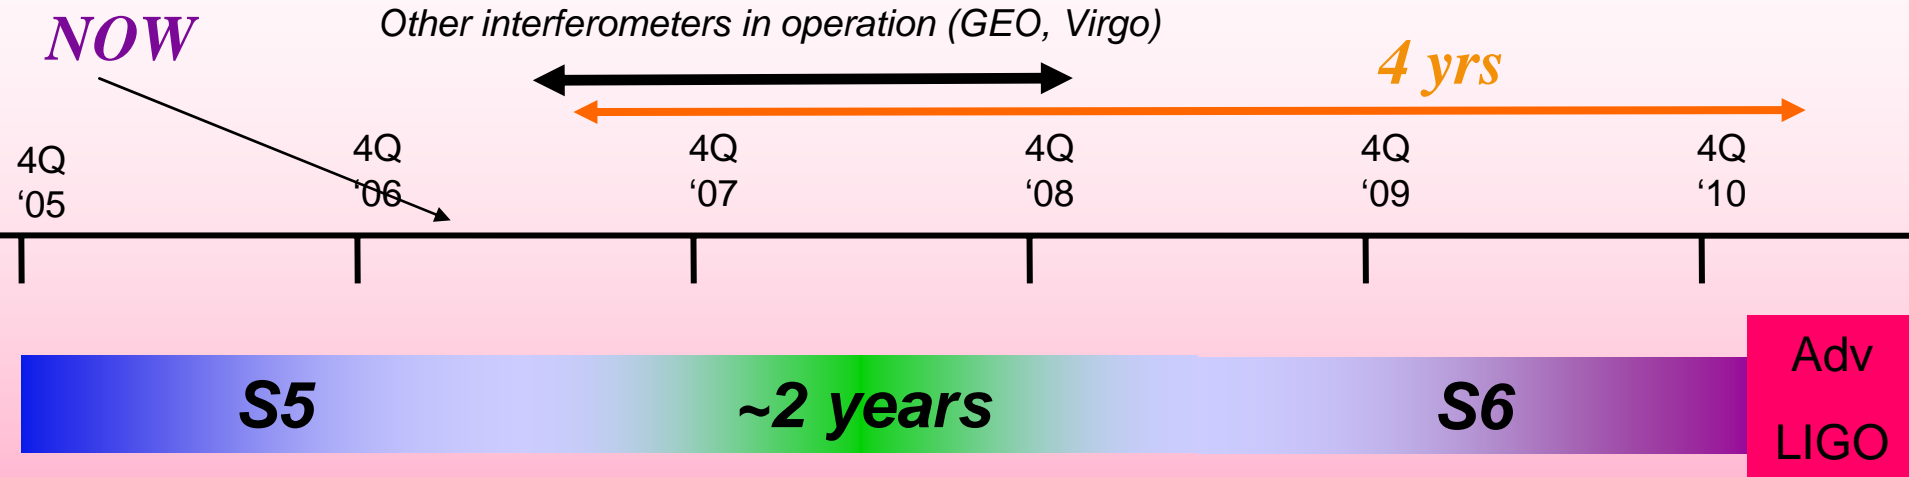 NOW
Other interferometers in operation (GEO, Virgo)
4 yrs
4Q
‘05
4Q
‘06
4Q
‘07
4Q
‘08
4Q
‘09
4Q
‘10
S5
~2 years
S6
Adv
LIGO